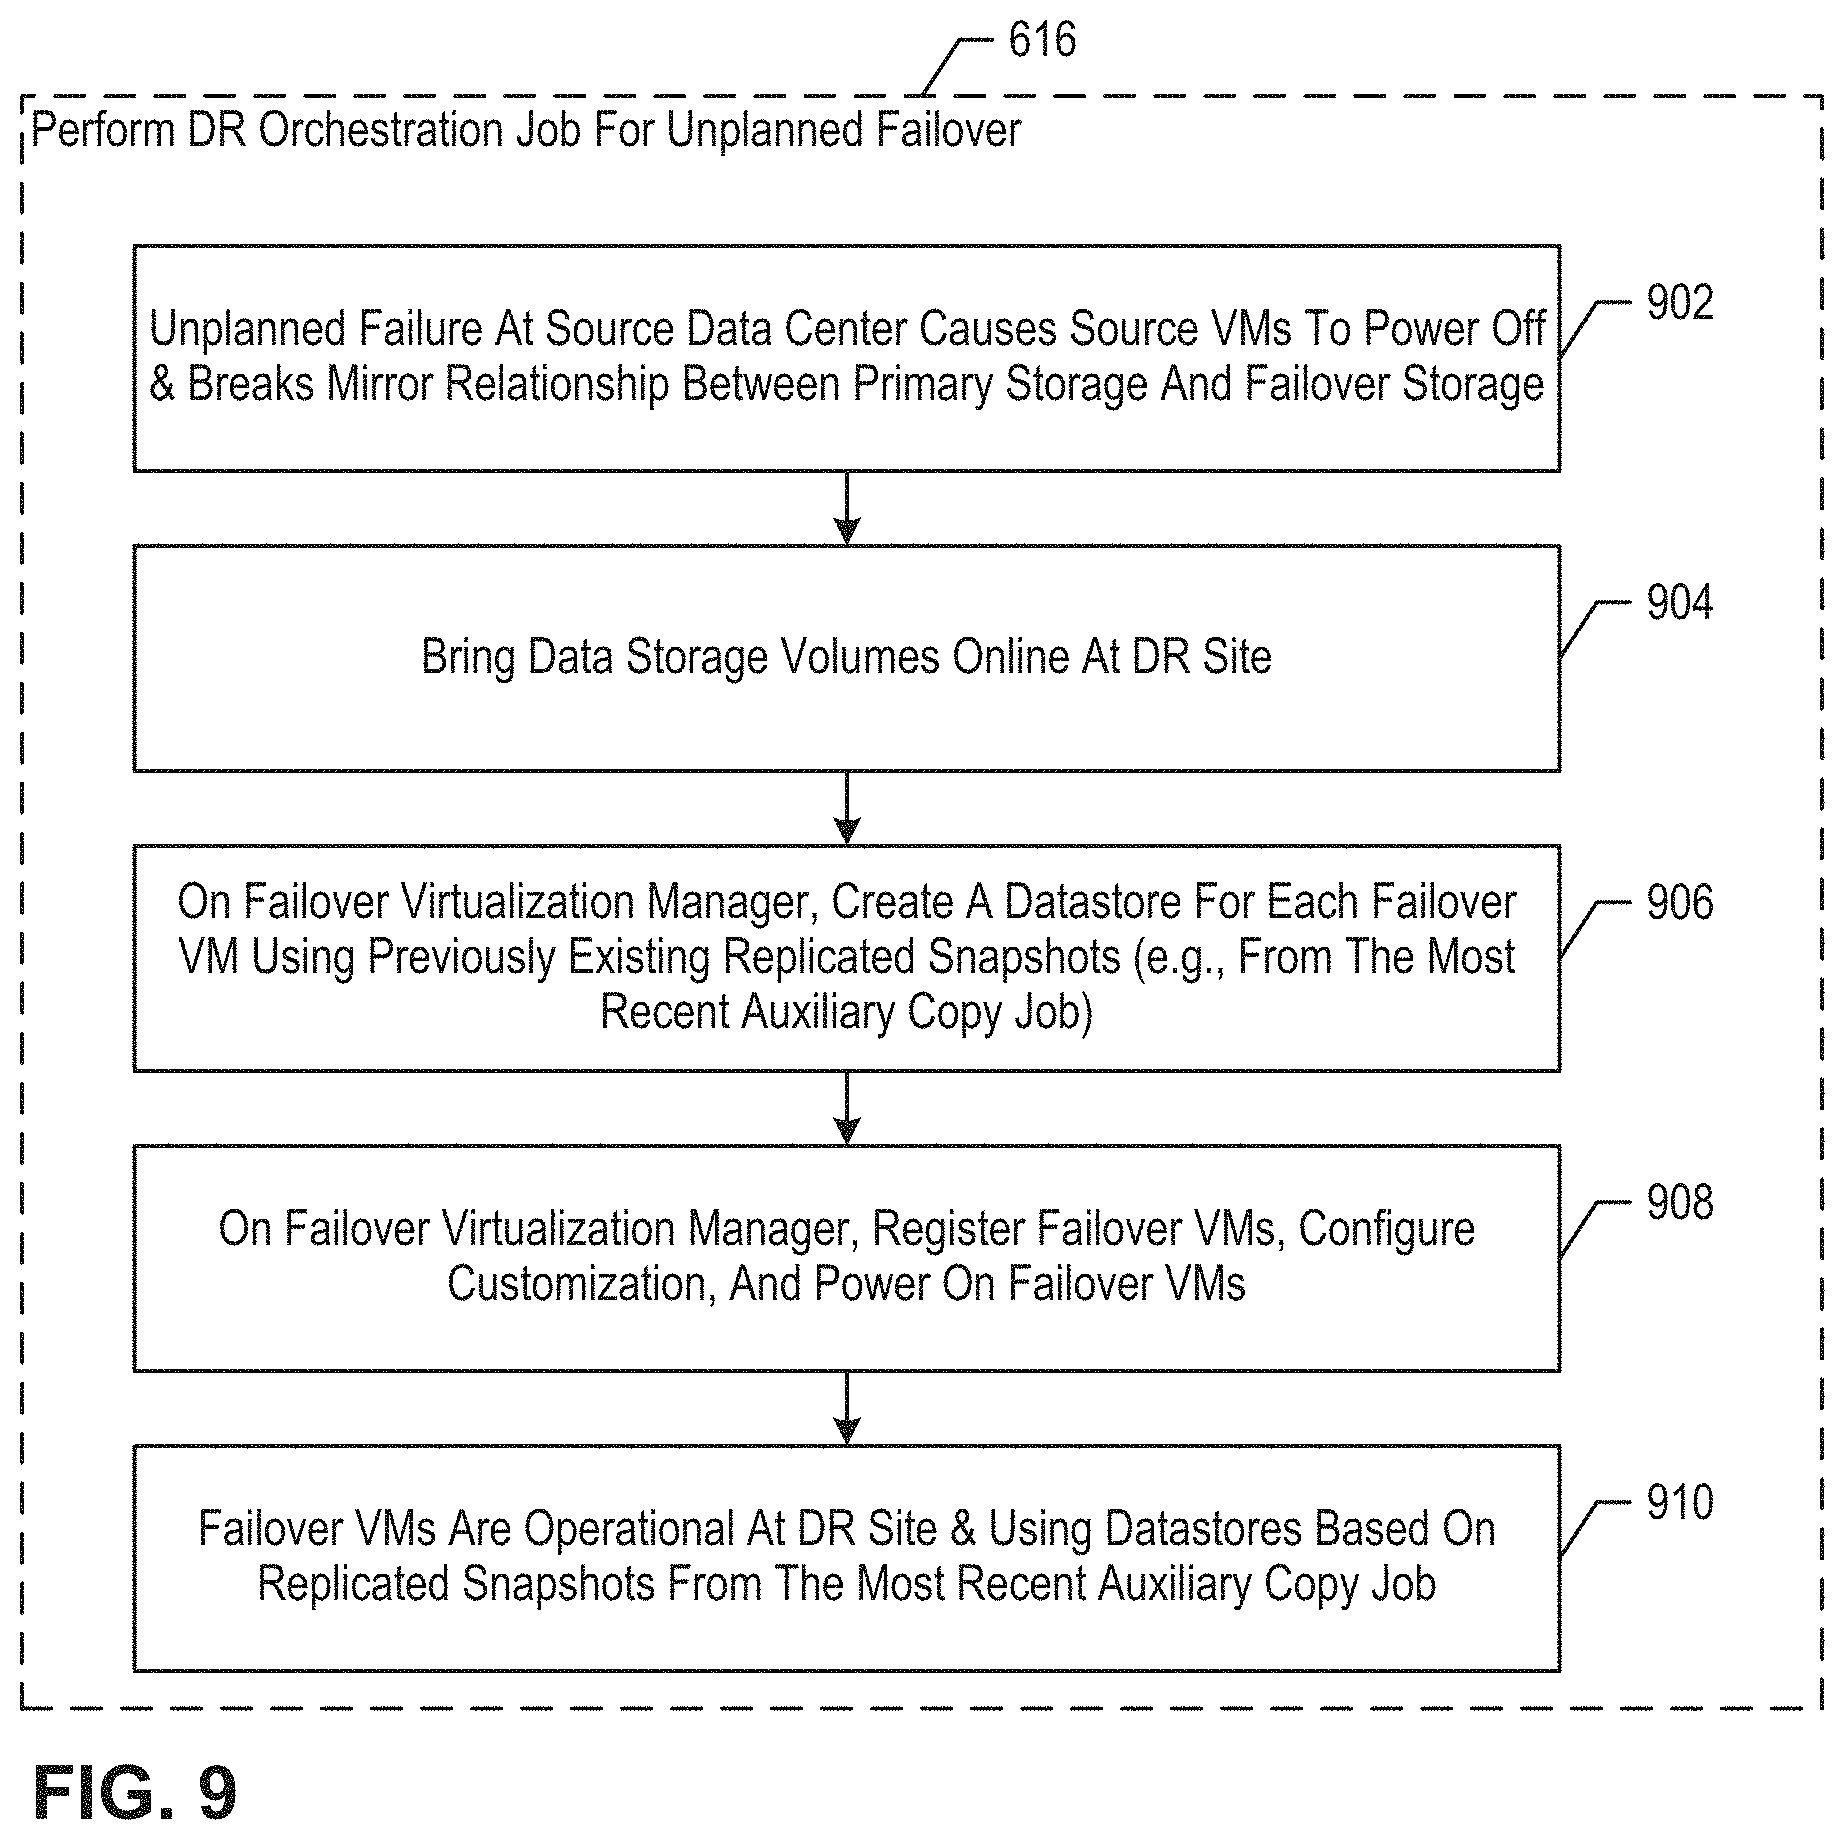 616
Perform DR Orchestration Job For Unplanned Failover
902
Unplanned Failure At Source Data Center Causes Source VMs To Power Off
& Breaks Mirror Relationship Between Primary Storage And Failover Storage
904
Bring Data Storage Volumes Online At DR Site
906
On Failover Virtualization Manager, Create A Datastore For Each Failover
VM Using Previously Existing Replicated Snapshots (e.g., From The Most
Recent Auxiliary Copy Job)
908
On Failover Virtualization Manager, Register Failover VMs, Configure
Customization, And Power On Failover VMs
910
Failover VMs Are Operational At DR Site & Using Datastores Based On
Replicated Snapshots From The Most Recent Auxiliary Copy Job
FIG. 9